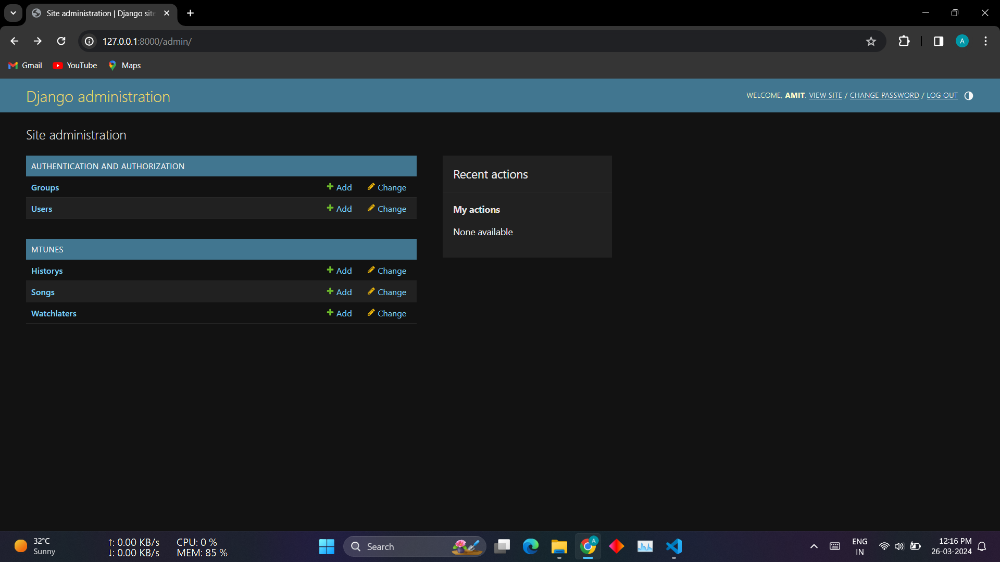 Site administration | Django site
127.0.0.1:8000/admin/
A
Gmail
YouTube
Maps
Django administration
WELCOME, AMIT. VIEW SITE / CHANGE PASSWORD / LOG OUT
Site administration
AUTHENTICATION AND AUTHORIZATION
Groups Add Change
Users Add Change
MTUNES
Historys Add Change
Songs Add Change
Watchlaters Add Change
Recent actions
My actions
None available
32°C
Sunny
↑: 0.00 KB/s
↓: 0.00 KB/s
CPU: 0 %
MEM: 85 %
Search
A
ENG
IN
12:16 PM
26-03-2024